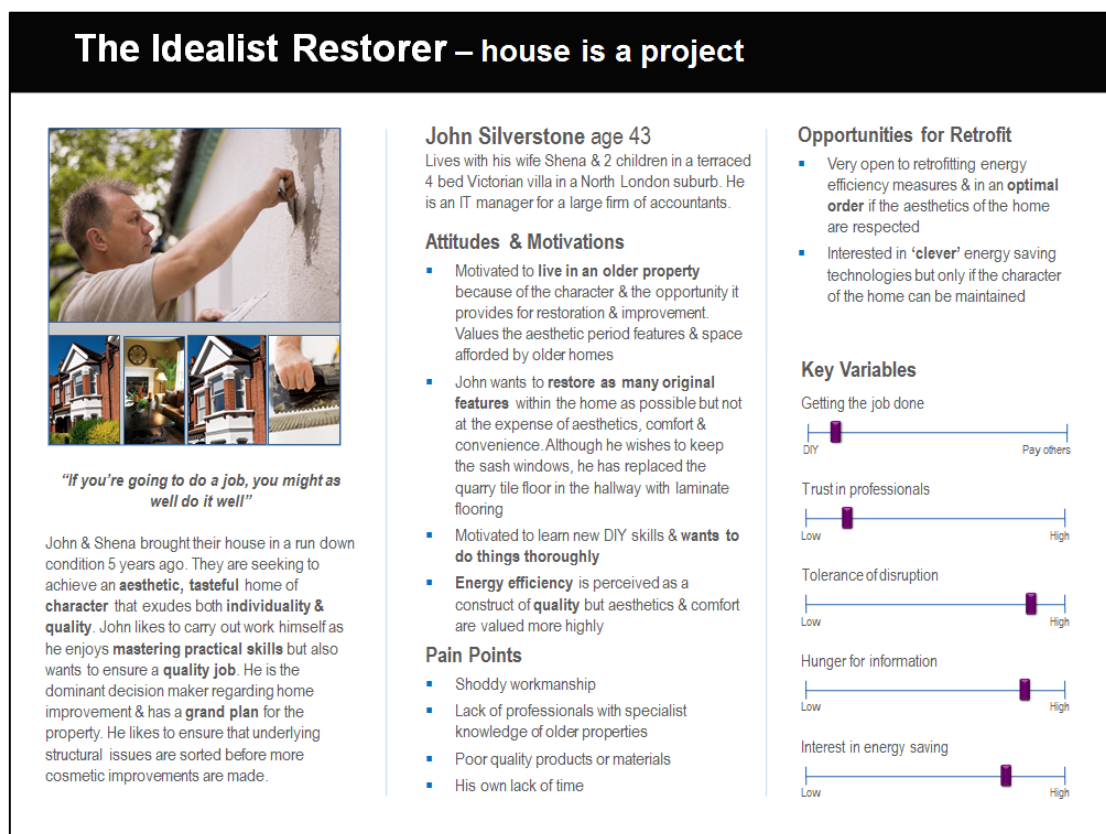 The Idealist Restorer – house is a project
“If you’re going to do a job, you might as
well do it well”
John & Shena brought their house in a run down
condition 5 years ago. They are seeking to
achieve an aesthetic, tasteful home of
character that exudes both individuality &
quality. John likes to carry out work himself as
he enjoys mastering practical skills but also
wants to ensure a quality job. He is the
dominant decision maker regarding home
improvement & has a grand plan for the
property. He likes to ensure that underlying
structural issues are sorted before more
cosmetic improvements are made.
John Silverstone age 43
Lives with his wife Shena & 2 children in a terraced
4 bed Victorian villa in a North London suburb. He
is an IT manager for a large firm of accountants.
Attitudes & Motivations
▪ Motivated to live in an older property
because of the character & the opportunity it
provides for restoration & improvement.
Values the aesthetic period features & space
afforded by older homes
▪ John wants to restore as many original
features within the home as possible but not
at the expense of aesthetics, comfort &
convenience. Although he wishes to keep
the sash windows, he has replaced the
quarry tile floor in the hallway with laminate
flooring
▪ Motivated to learn new DIY skills & wants to
do things thoroughly
▪ Energy efficiency is perceived as a
construct of quality but aesthetics & comfort
are valued more highly
Pain Points
▪ Shoddy workmanship
▪ Lack of professionals with specialist
knowledge of older properties
▪ Poor quality products or materials
▪ His own lack of time
Opportunities for Retrofit
▪ Very open to retrofitting energy
efficiency measures & in an optimal
order if the aesthetics of the home
are respected
▪ Interested in ‘clever’ energy saving
technologies but only if the character
of the home can be maintained
Key Variables
Getting the job done
DIY Pay others
Trust in professionals
Low High
Tolerance of disruption
Low High
Hunger for information
Low High
Interest in energy saving
Low High